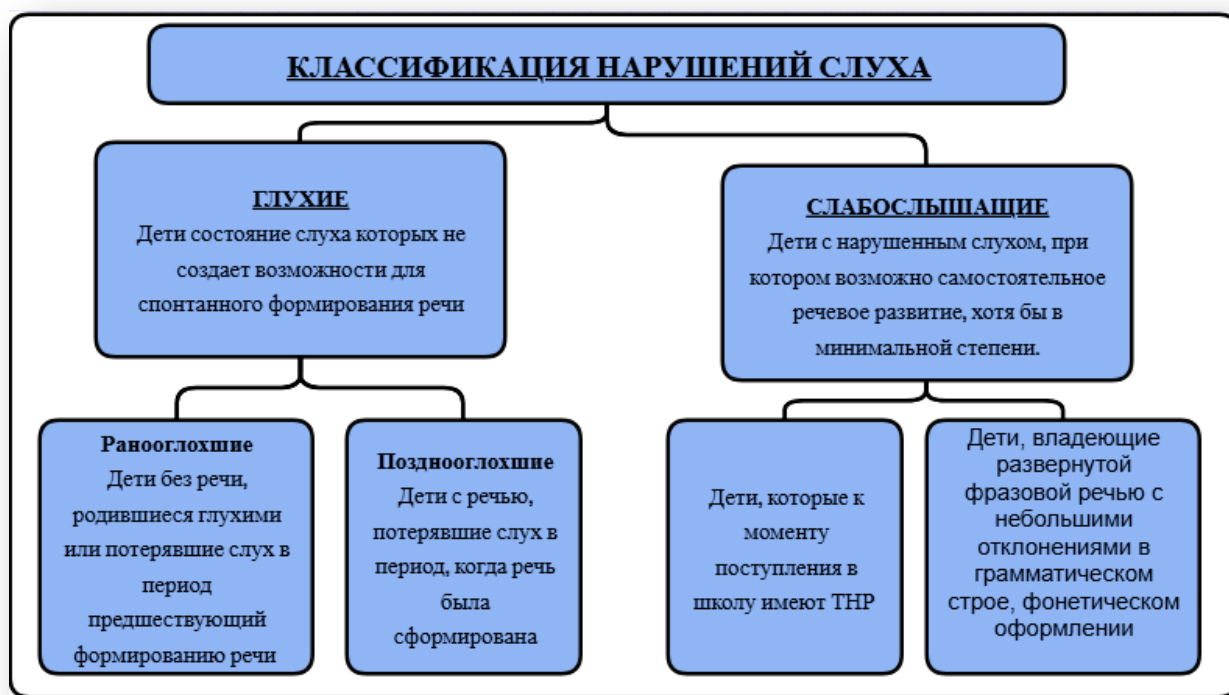 КЛАССИФИКАЦИЯ НАРУШЕНИЙ СЛУХА
ГЛУХИЕ
Дети состояние слуха которых не
создает возможности для
спонтанного формирования речи
СЛАБОСЛЫШАЩИЕ
Дети с нарушенным слухом, при
котором возможно самостоятельное
речевое развитие, хотя бы в
минимальной степени.
Ранооглохшие
Дети без речи,
родившиеся глухими
или потерявшие слух в
период
предшествующий
формированию речи
Позднооглохшие
Дети с речью,
потерявшие слух в
период, когда речь
была
сформирована
Дети, которые к
моменту
поступления в
школу имеют ТНР
Дети, владеющие
развернутой
фразовой речью с
небольшими
отклонениями в
грамматическом
строе, фонетическом
оформлении